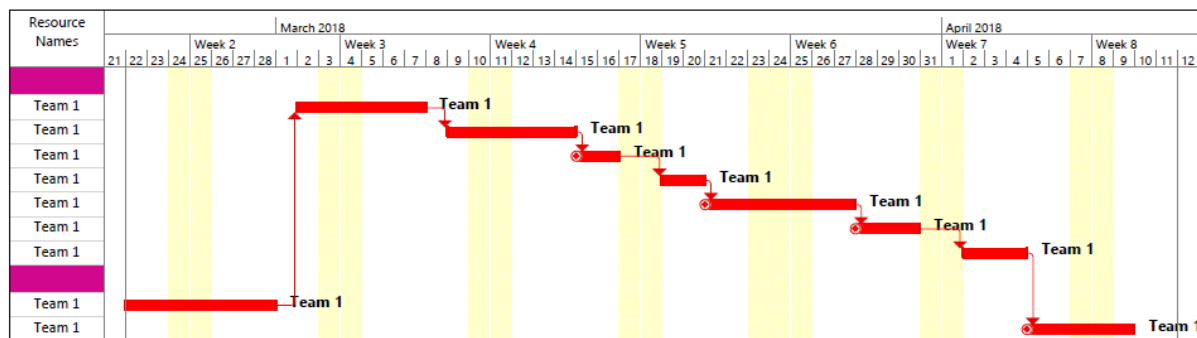 Resource Names
March 2018 April 2018
Week 2 Week 3 Week 4 Week 5 Week 6 Week 7 Week 8
21 22 23 24 25 26 27 28 1 2 3 4 5 6 7 8 9 10 11 12 13 14 15 16 17 18 19 20 21 22 23 24 25 26 27 28 29 30 31 1 2 3 4 5 6 7 8 9 10 11 12
Team 1 Team 1
Team 1 Team 1
Team 1 Team 1
Team 1 Team 1
Team 1 Team 1
Team 1 Team 1
Team 1 Team 1
Team 1 Team 1
Team 1 Team 1